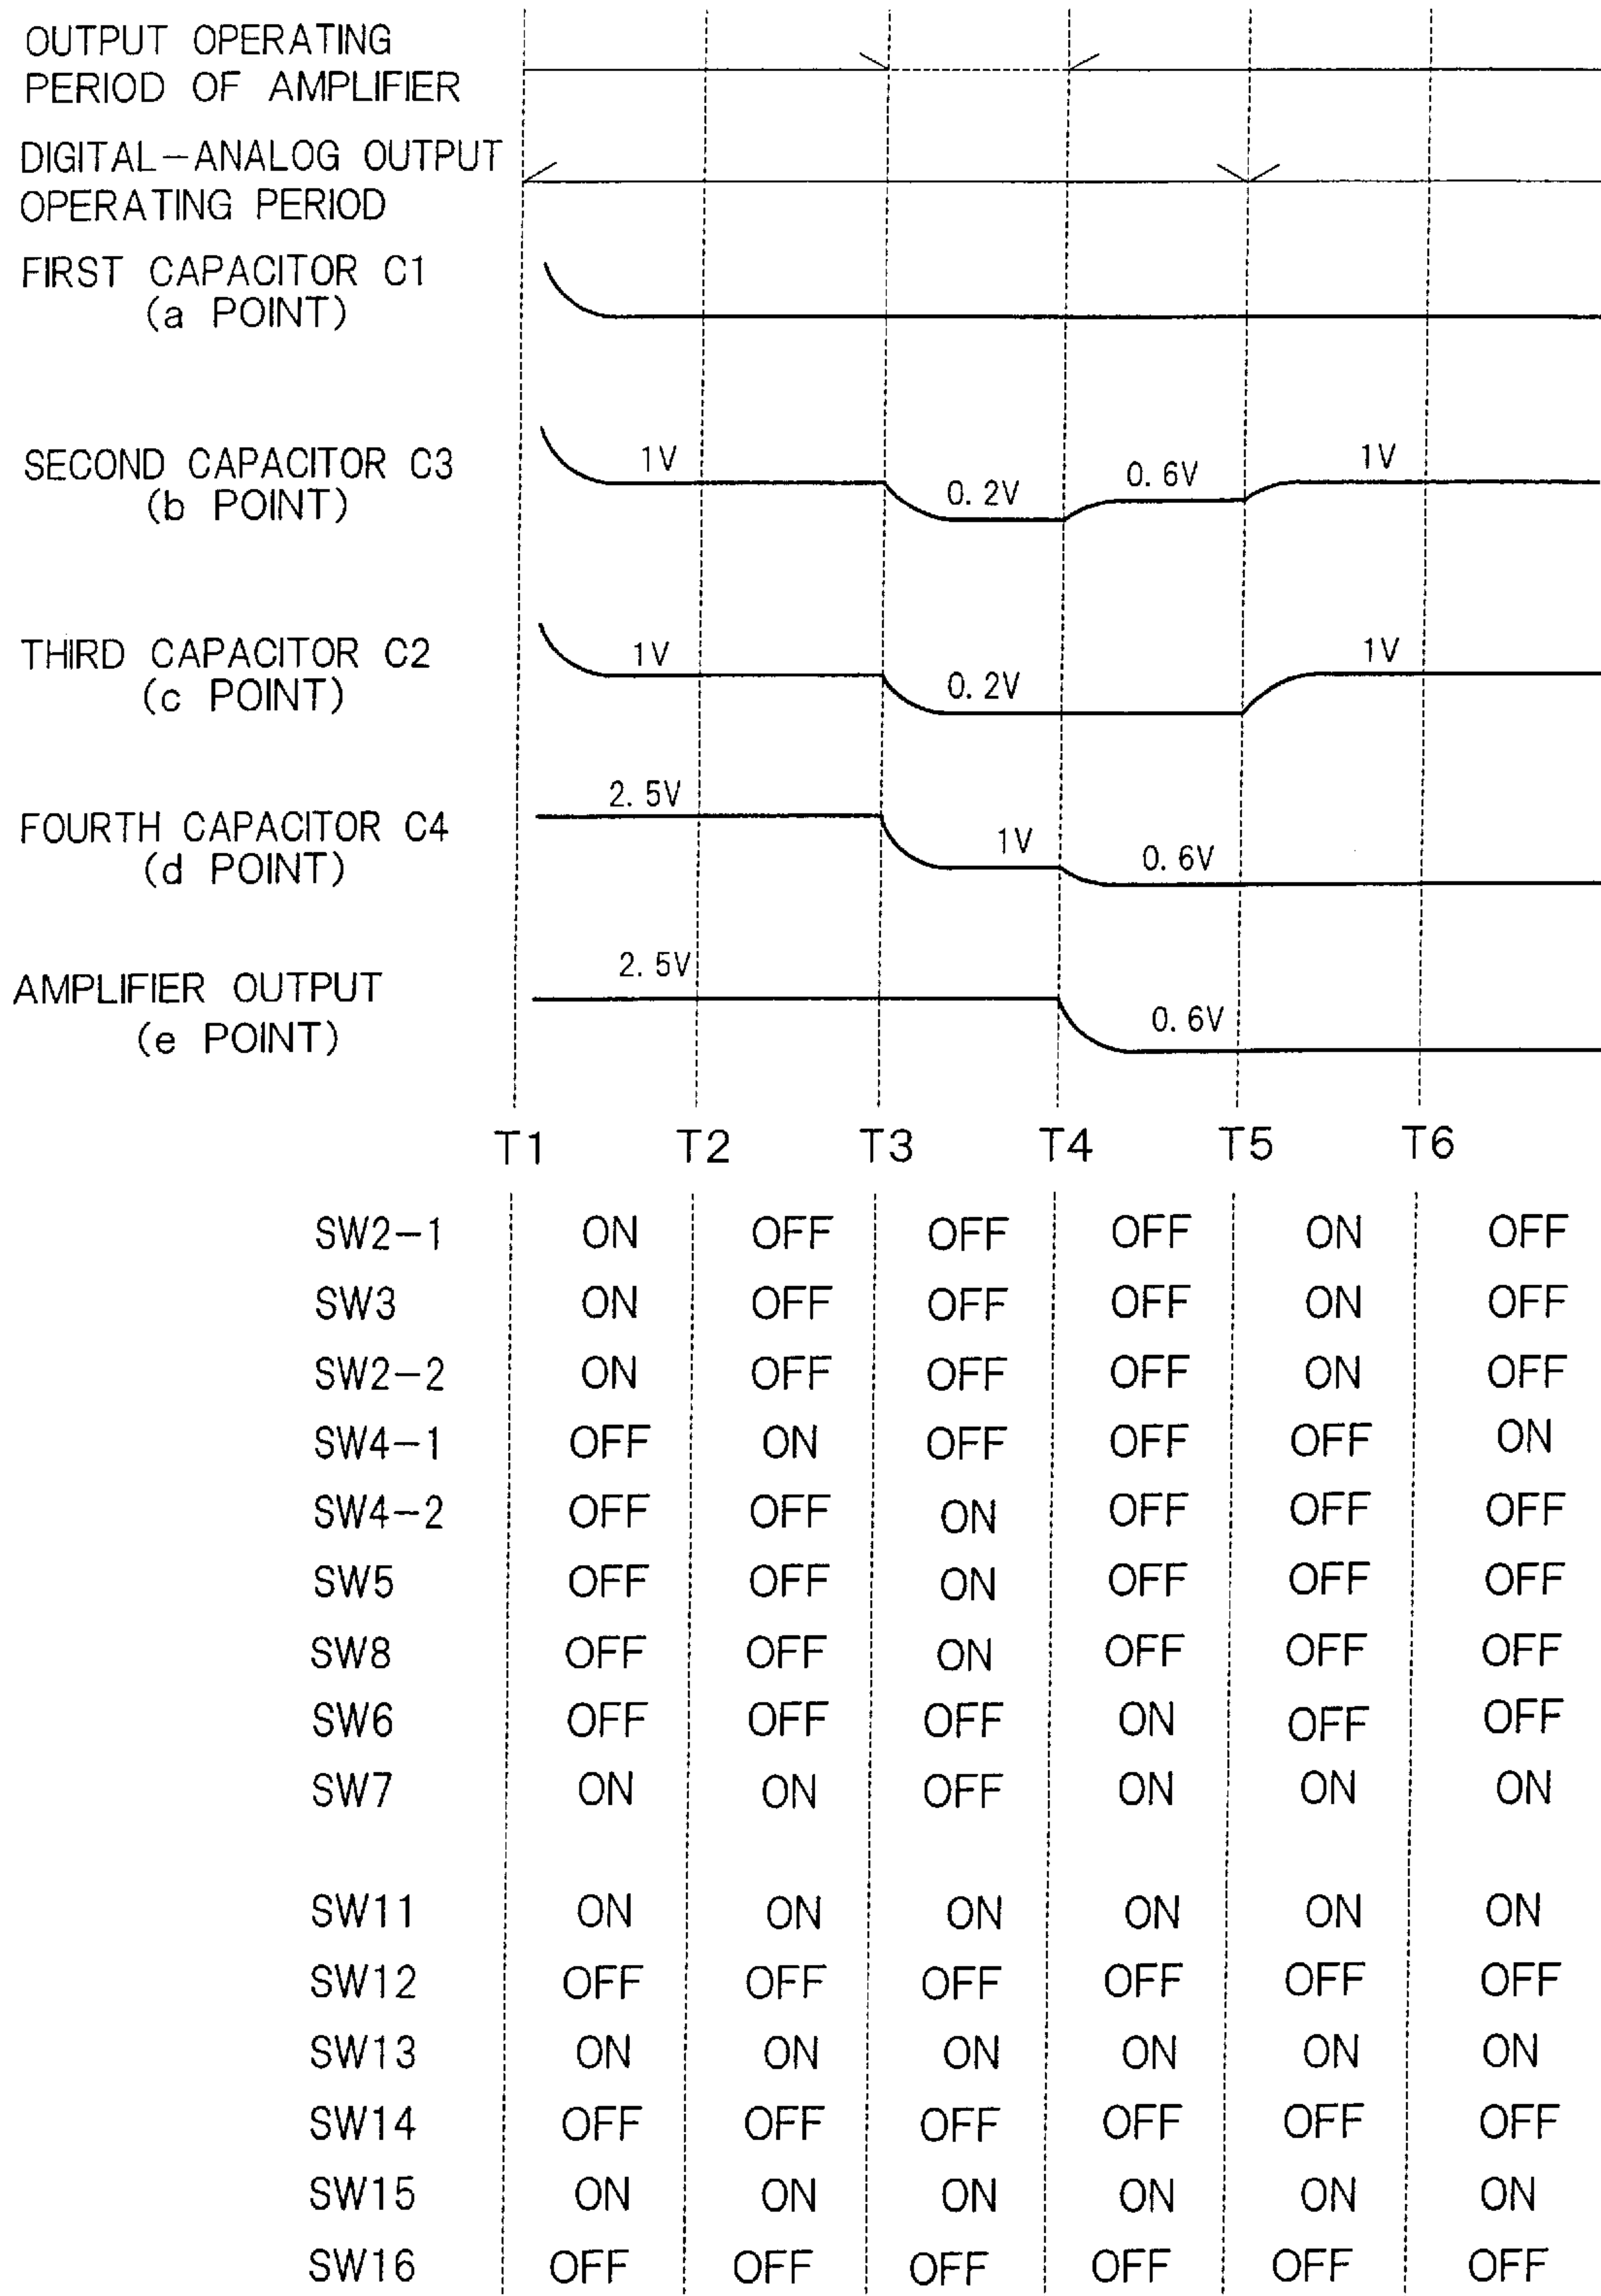 OUTPUT OPERATING
PERIOD OF AMPLIFIER
DIGITAL-ANALOG OUTPUT
OPERATING PERIOD
FIRST CAPACITOR C1
(a POINT)
SECOND CAPACITOR C3
(b POINT)
1V 0.2V 0.6V 1V
THIRD CAPACITOR C2
(c POINT)
1V 0.2V 1V
FOURTH CAPACITOR C4
(d POINT)
2.5V 1V 0.6V
AMPLIFIER OUTPUT
(e POINT)
2.5V 0.6V
T1 T2 T3 T4 T5 T6
SW2-1 ON OFF OFF OFF ON OFF
SW3 ON OFF OFF OFF ON OFF
SW2-2 ON OFF OFF OFF ON OFF
SW4-1 OFF ON OFF OFF OFF ON
SW4-2 OFF OFF ON OFF OFF OFF
SW5 OFF OFF ON OFF OFF OFF
SW8 OFF OFF ON OFF OFF OFF
SW6 OFF OFF OFF ON OFF OFF
SW7 ON ON OFF ON ON ON
SW11 ON ON ON ON ON ON
SW12 OFF OFF OFF OFF OFF OFF
SW13 ON ON ON ON ON ON
SW14 OFF OFF OFF OFF OFF OFF
SW15 ON ON ON ON ON ON
SW16 OFF OFF OFF OFF OFF OFF